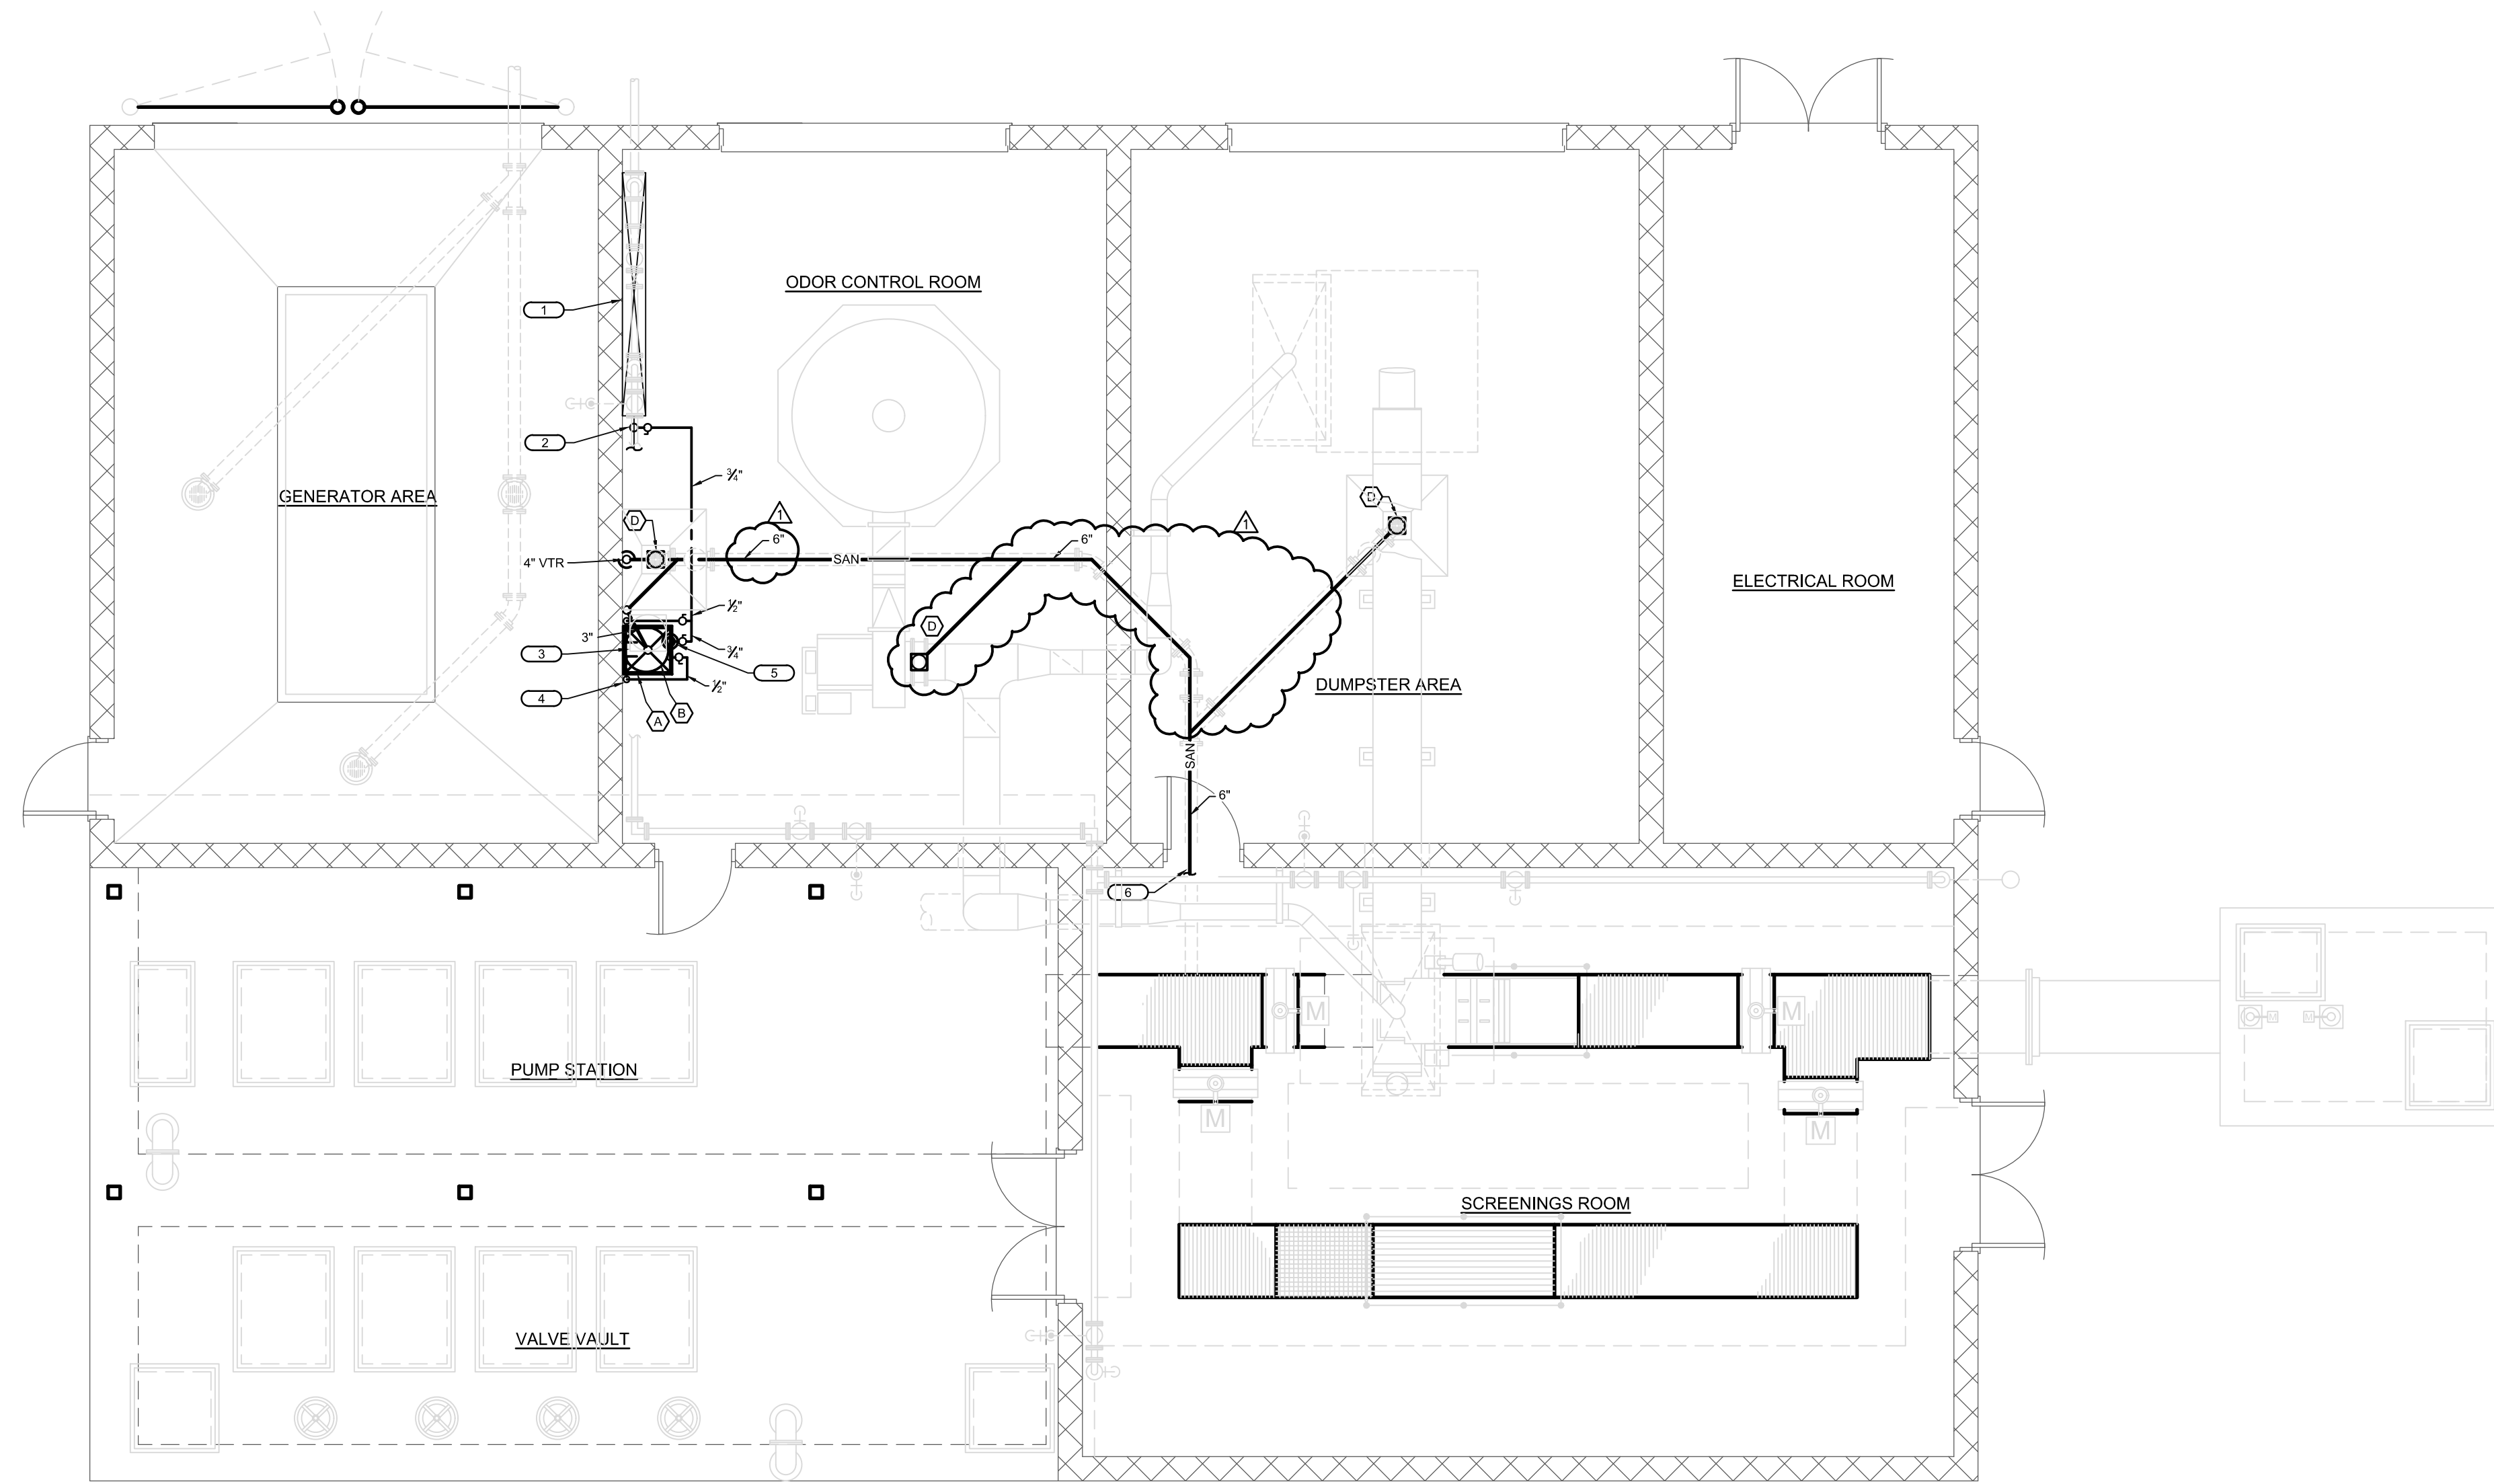 ODOR CONTROL ROOM
1
2
¾"
GENERATOR AREA
D
D
1
1
6"
6"
4" VTR
SAN
ELECTRICAL ROOM
½"
3"
D
3
¾"
5
4
½"
DUMPSTER AREA
A
B
SAN
6"
6
M
M
M
M
M
M
PUMP STATION
SCREENINGS ROOM
VALVE VAULT